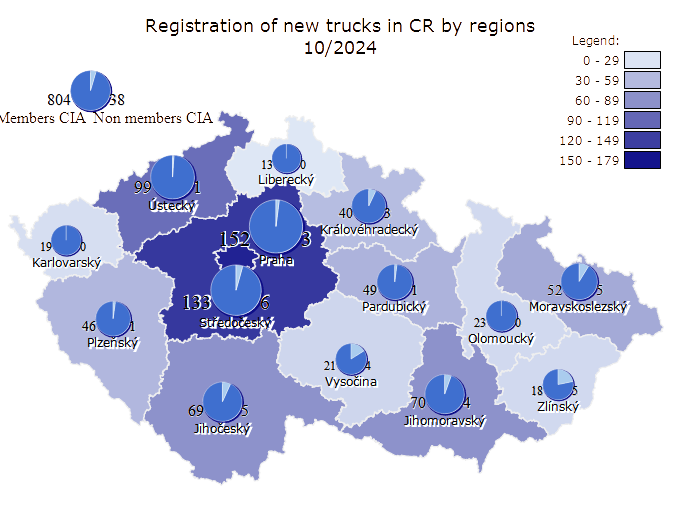 Registration of new trucks in CR by regions
10/2024
Legend:
0 - 29
30 - 59
60 - 89
90 - 119
120 - 149
150 - 179
804 38
Members CIA Non members CIA
99 1
Ústecký
13 0
Liberecký
40 3
Královéhradecký
19 0
Karlovarský
152 3
Praha
133 6
Středočeský
46 1
Plzeňský
49 1
Pardubický
52 5
Moravskoslezský
23 0
Olomoucký
21 4
Vysočina
18 5
Zlínský
69 5
Jihočeský
70 4
Jihomoravský